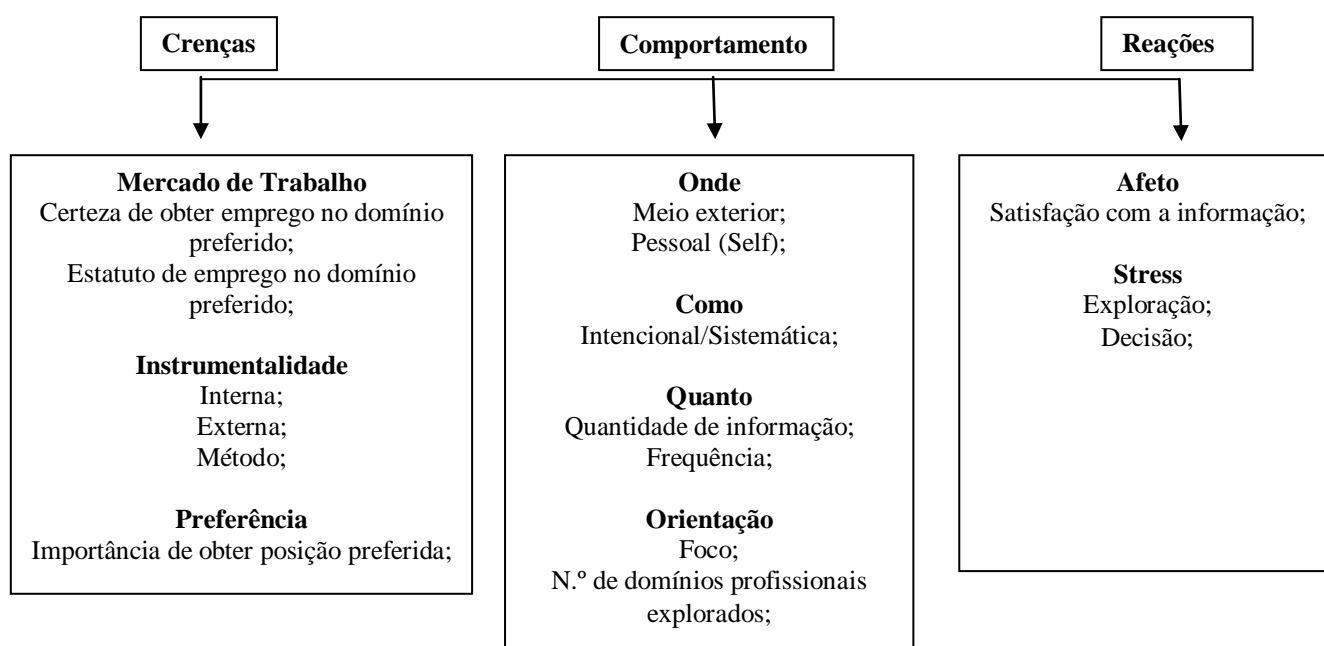 Crenças
Comportamento
Reações
Mercado de Trabalho
Certeza de obter emprego no domínio
preferido;
Estatuto de emprego no domínio
preferido;
Instrumentalidade
Interna;
Externa;
Método;
Preferência
Importância de obter posição preferida;
Onde
Meio exterior;
Pessoal (Self);
Como
Intencional/Sistemática;
Quanto
Quantidade de informação;
Frequência;
Orientação
Foco;
N.º de domínios profissionais
explorados;
Afeto
Satisfação com a informação;
Stress
Exploração;
Decisão;